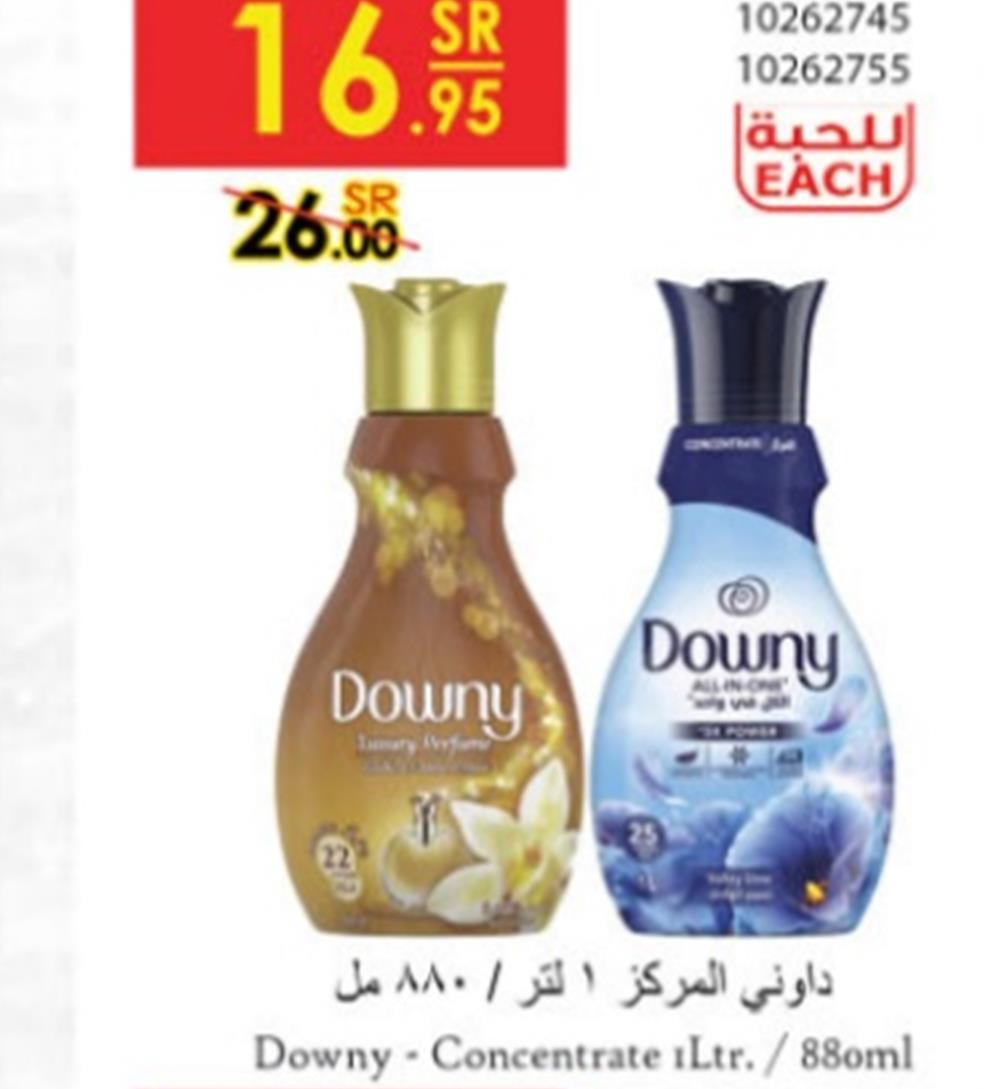 16.95 SR
10262745
10262755
للحبة
EACH
26.00 SR
CONCENTRATE
Downy
Luxury Perfume
22
Downy
ALL-IN-ONE
الكل في واحد
25
داوني المركز ١ لتر / ٨٨٠ مل
Downy - Concentrate 1Ltr. / 880ml